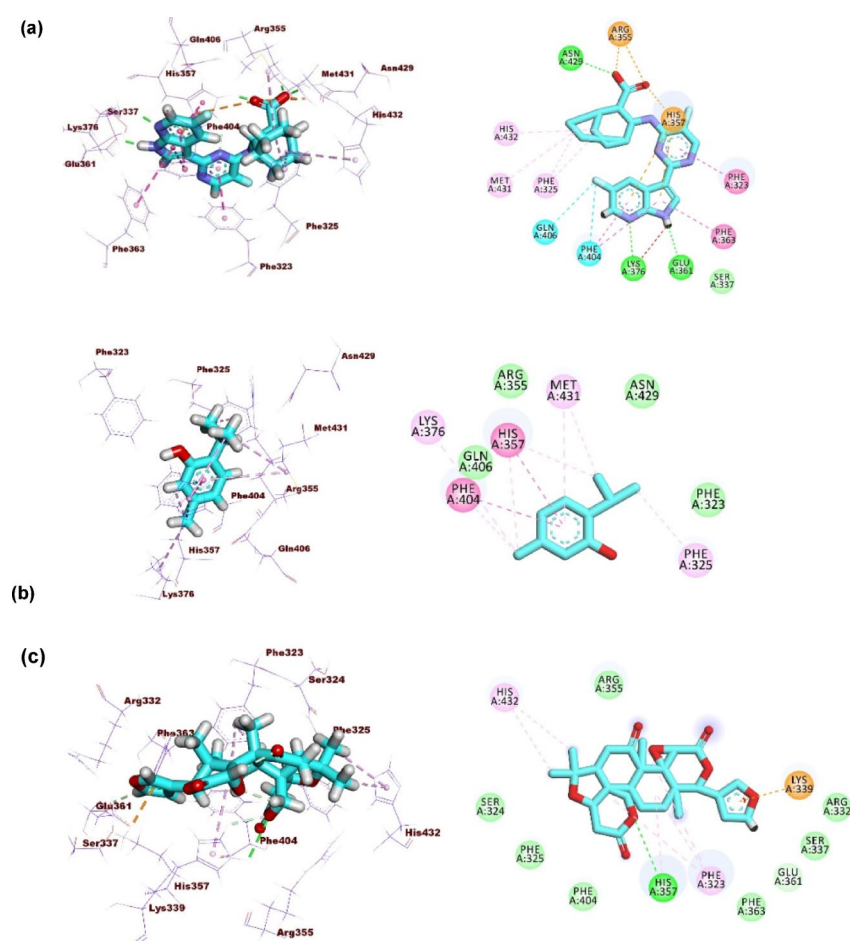 (a)
Arg355
Gln406
His357
Met431
Asn429
Ser337
His432
Lys376
Phe404
Glu361
Phe325
Phe363
Phe323
ARG
A:355
ASN
A:429
HIS
A:357
HIS
A:432
MET
A:431
PHE
A:325
PHE
A:323
GLN
A:406
PHE
A:404
LYS
A:376
GLU
A:361
PHE
A:363
SER
A:337
Phe323
Phe325
Asn429
Met431
Phe404
Arg355
His357
Gln406
Lys376
(b)
ARG
A:355
MET
A:431
ASN
A:429
LYS
A:376
HIS
A:357
GLN
A:406
PHE
A:404
PHE
A:323
PHE
A:325
(c)
Phe323
Ser324
Arg332
Phe363
Phe325
Glu361
Ser337
Phe404
His432
His357
Lys339
Arg355
ARG
A:355
HIS
A:432
LYS
A:339
SER
A:324
ARG
A:332
PHE
A:325
SER
A:337
PHE
A:404
HIS
A:357
PHE
A:323
GLU
A:361
PHE
A:363